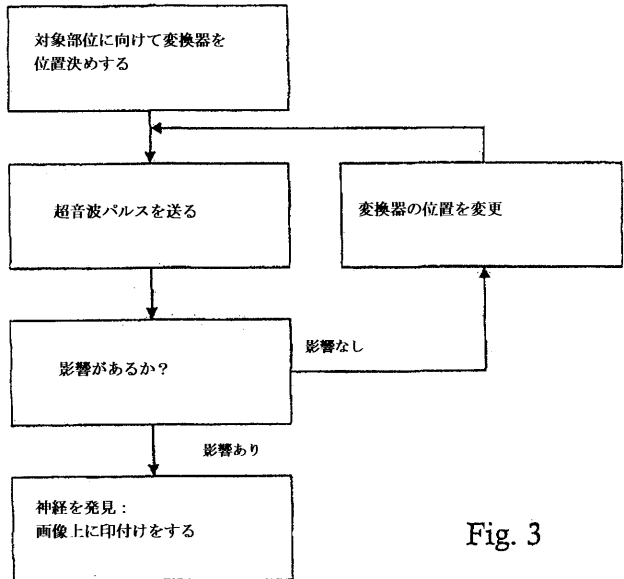 対象部位に向けて変換器を
位置決めする
超音波パルスを送る
変換器の位置を変更
影響があるか？
影響なし
影響あり
神経を発見：
画像上に印付けをする
Fig. 3